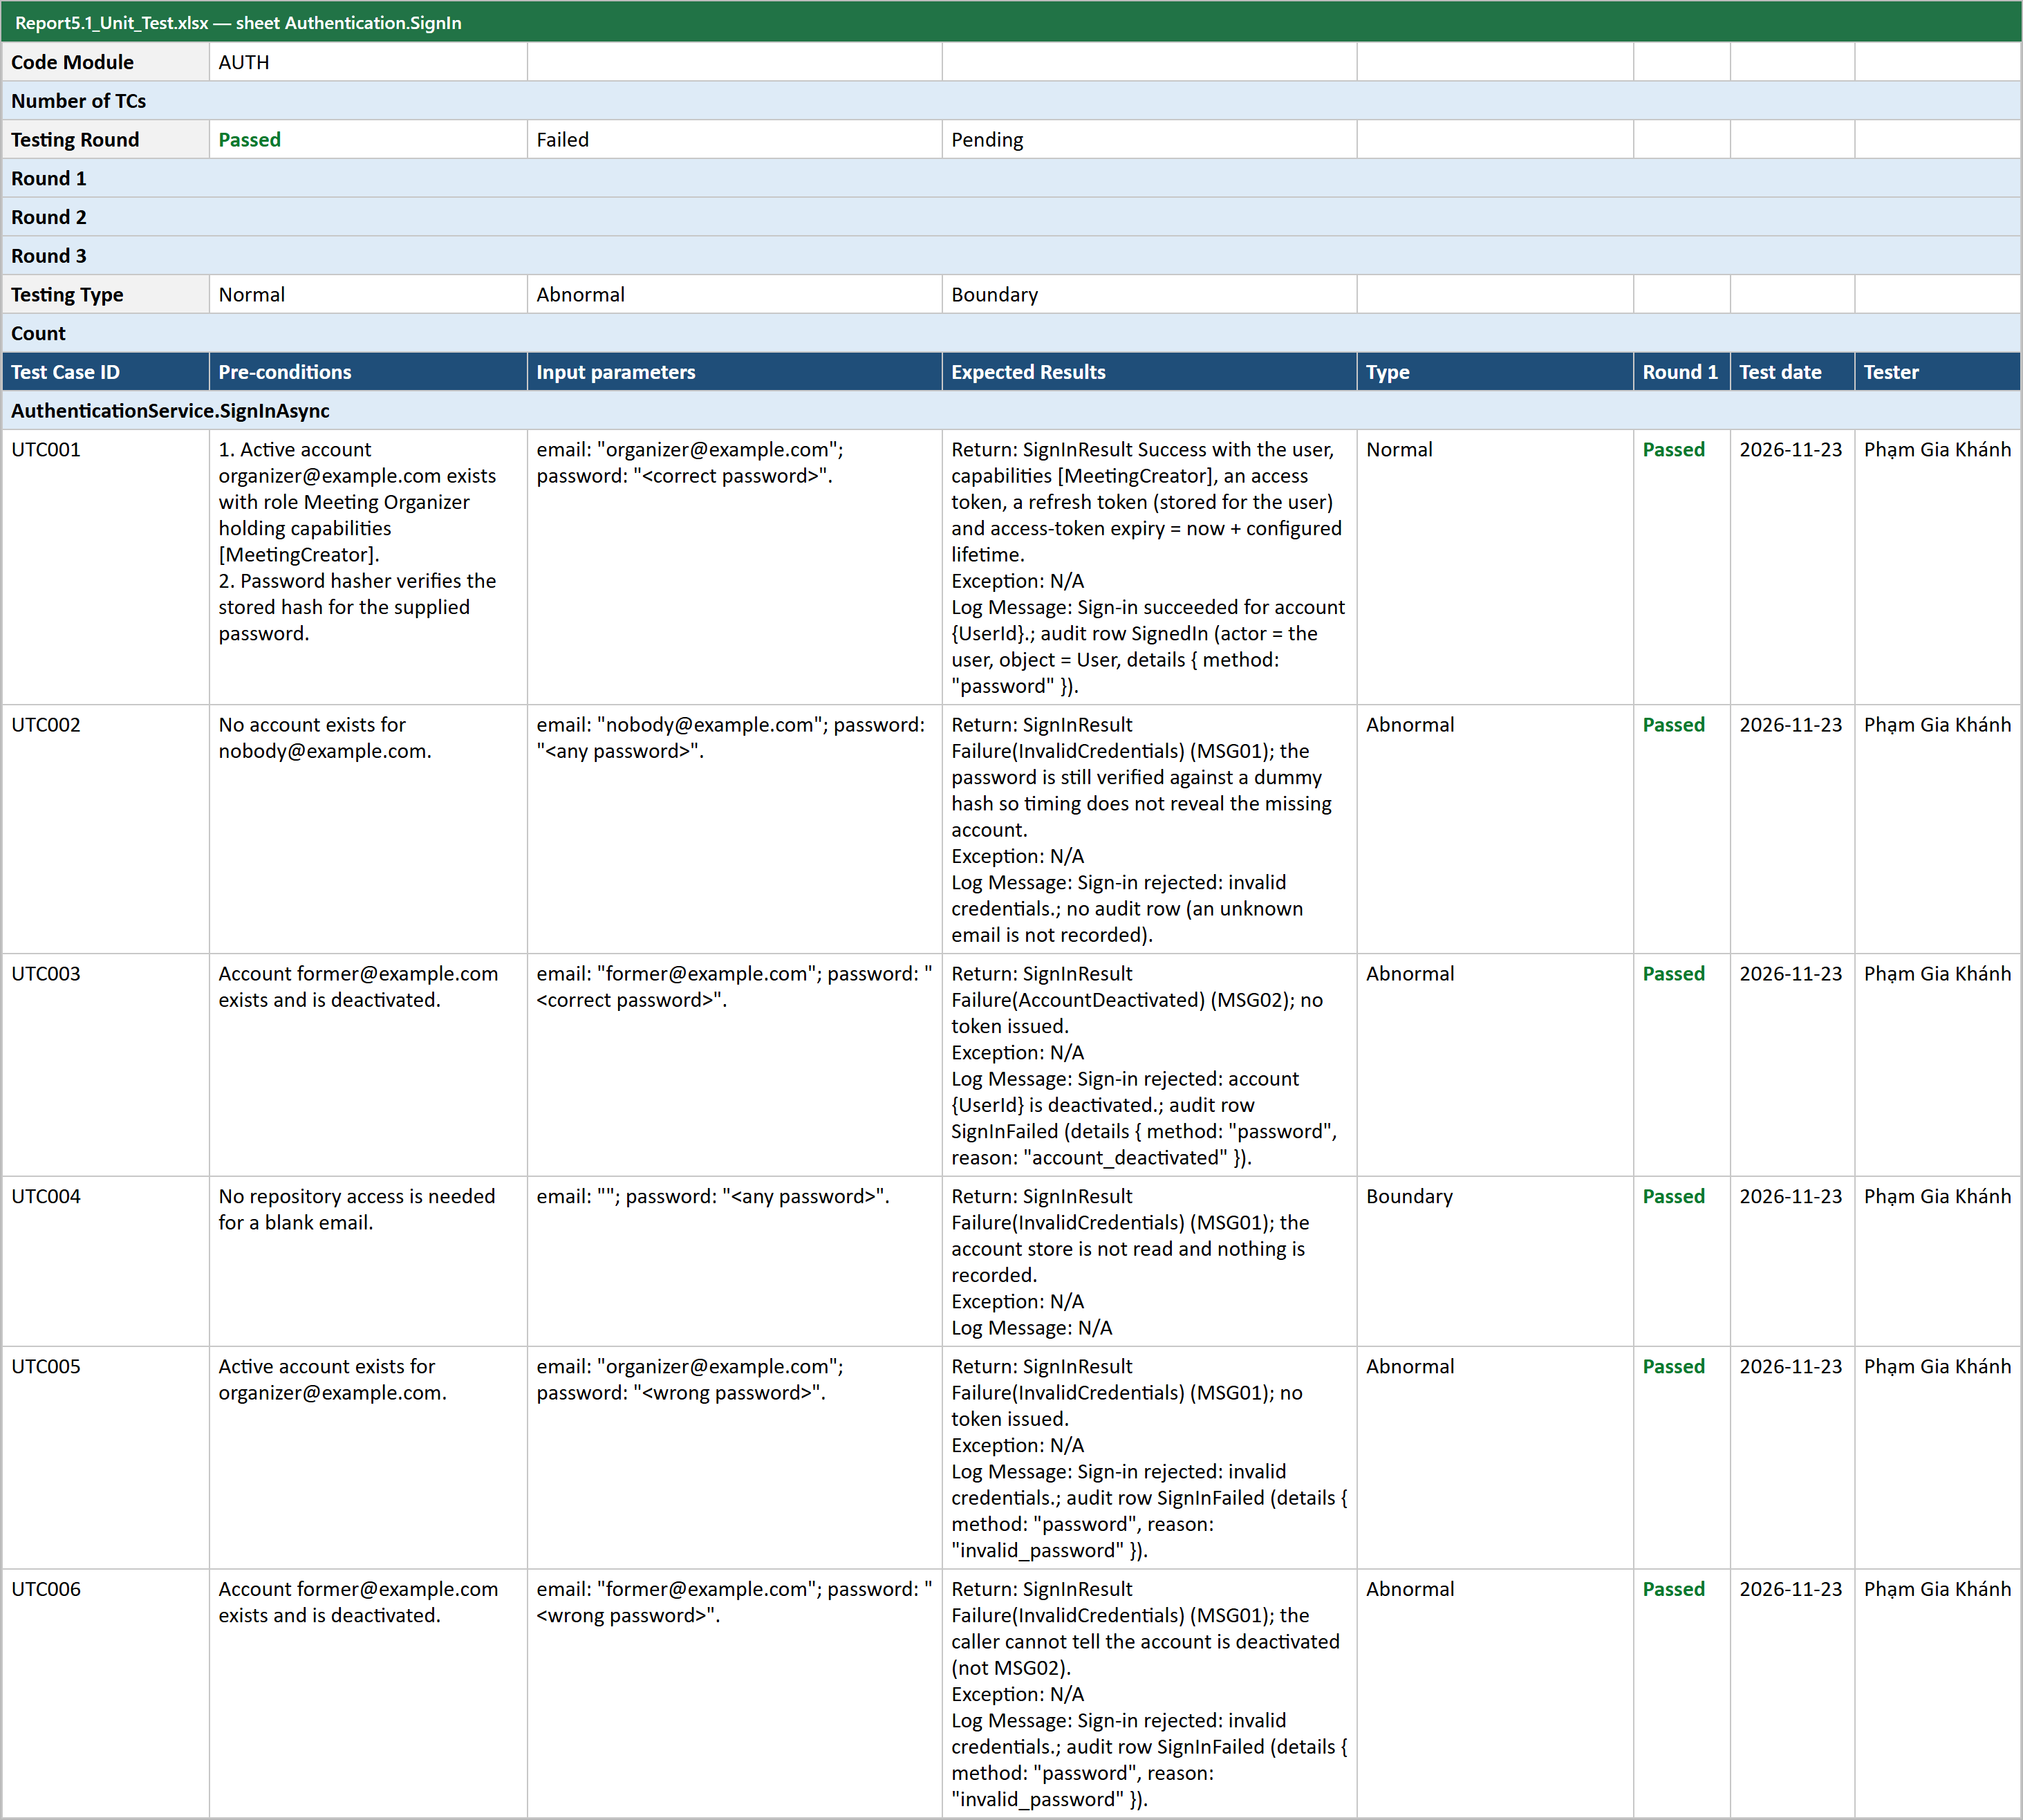 Report5.1_Unit_Test.xlsx — sheet Authentication.SignIn
Code Module AUTH
Number of TCs
Testing Round Passed Failed Pending
Round 1
Round 2
Round 3
Testing Type Normal Abnormal Boundary
Count
Test Case ID Pre-conditions Input parameters Expected Results Type Round 1 Test date Tester
AuthenticationService.SignInAsync
UTC001
1. Active account
organizer@example.com exists
with role Meeting Organizer
holding capabilities
[MeetingCreator].
2. Password hasher verifies the
stored hash for the supplied
password.
email: "organizer@example.com";
password: "<correct password>".
Return: SignInResult Success with the user,
capabilities [MeetingCreator], an access
token, a refresh token (stored for the user)
and access-token expiry = now + configured
lifetime.
Exception: N/A
Log Message: Sign-in succeeded for account
{UserId}.; audit row SignedIn (actor = the
user, object = User, details { method:
"password" }).
Normal
Passed
2026-11-23
Phạm Gia Khánh
UTC002
No account exists for
nobody@example.com.
email: "nobody@example.com"; password:
"<any password>".
Return: SignInResult
Failure(InvalidCredentials) (MSG01); the
password is still verified against a dummy
hash so timing does not reveal the missing
account.
Exception: N/A
Log Message: Sign-in rejected: invalid
credentials.; no audit row (an unknown
email is not recorded).
Abnormal
Passed
2026-11-23
Phạm Gia Khánh
UTC003
Account former@example.com
exists and is deactivated.
email: "former@example.com"; password: "
<correct password>".
Return: SignInResult
Failure(AccountDeactivated) (MSG02); no
token issued.
Exception: N/A
Log Message: Sign-in rejected: account
{UserId} is deactivated.; audit row
SignInFailed (details { method: "password",
reason: "account_deactivated" }).
Abnormal
Passed
2026-11-23
Phạm Gia Khánh
UTC004
No repository access is needed
for a blank email.
email: ""; password: "<any password>".
Return: SignInResult
Failure(InvalidCredentials) (MSG01); the
account store is not read and nothing is
recorded.
Exception: N/A
Log Message: N/A
Boundary
Passed
2026-11-23
Phạm Gia Khánh
UTC005
Active account exists for
organizer@example.com.
email: "organizer@example.com";
password: "<wrong password>".
Return: SignInResult
Failure(InvalidCredentials) (MSG01); no
token issued.
Exception: N/A
Log Message: Sign-in rejected: invalid
credentials.; audit row SignInFailed (details {
method: "password", reason:
"invalid_password" }).
Abnormal
Passed
2026-11-23
Phạm Gia Khánh
UTC006
Account former@example.com
exists and is deactivated.
email: "former@example.com"; password: "
<wrong password>".
Return: SignInResult
Failure(InvalidCredentials) (MSG01); the
caller cannot tell the account is deactivated
(not MSG02).
Exception: N/A
Log Message: Sign-in rejected: invalid
credentials.; audit row SignInFailed (details {
method: "password", reason:
"invalid_password" }).
Abnormal
Passed
2026-11-23
Phạm Gia Khánh